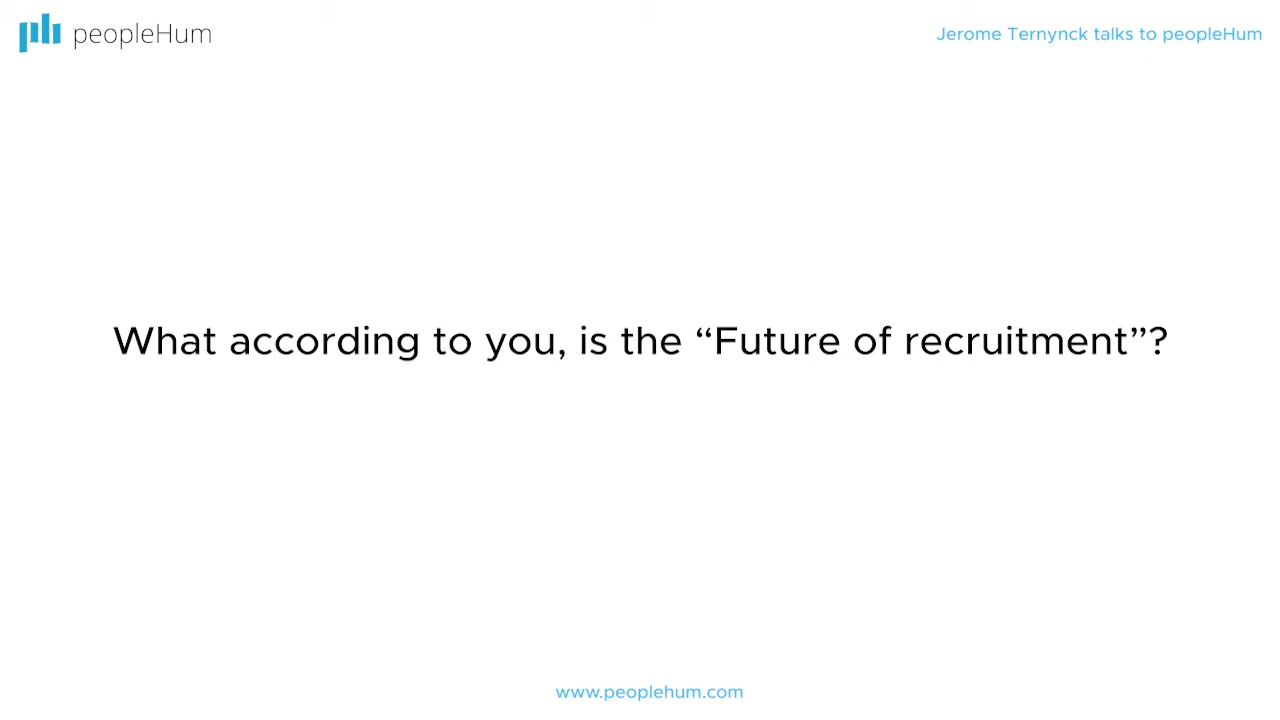 peopleHum
Jerome Ternynck talks to peopleHum
What according to you, is the “Future of recruitment”?
www.peoplehum.com